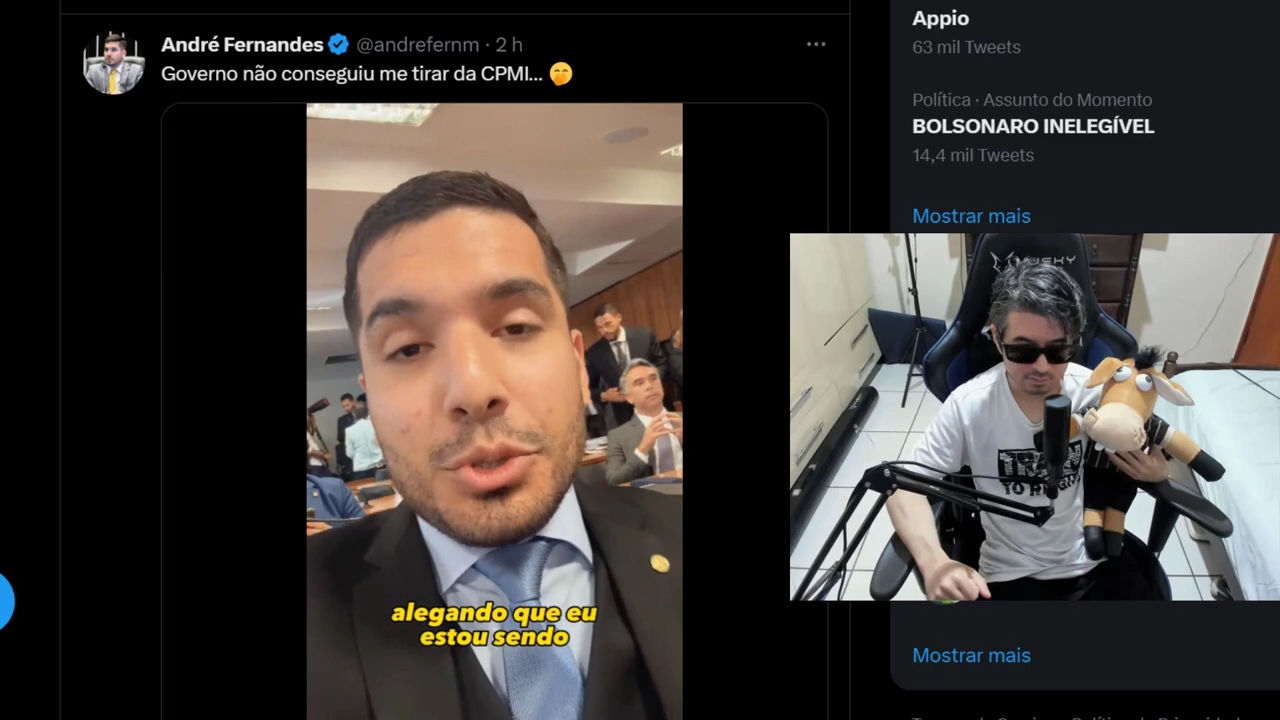 André Fernandes @andrefernm · 2 h
Governo não conseguiu me tirar da CPMI... 🤭
alegando que eu
estou sendo
Appio
63 mil Tweets
Política · Assunto do Momento
BOLSONARO INELEGÍVEL
14,4 mil Tweets
Mostrar mais
MUSKY
Mostrar mais